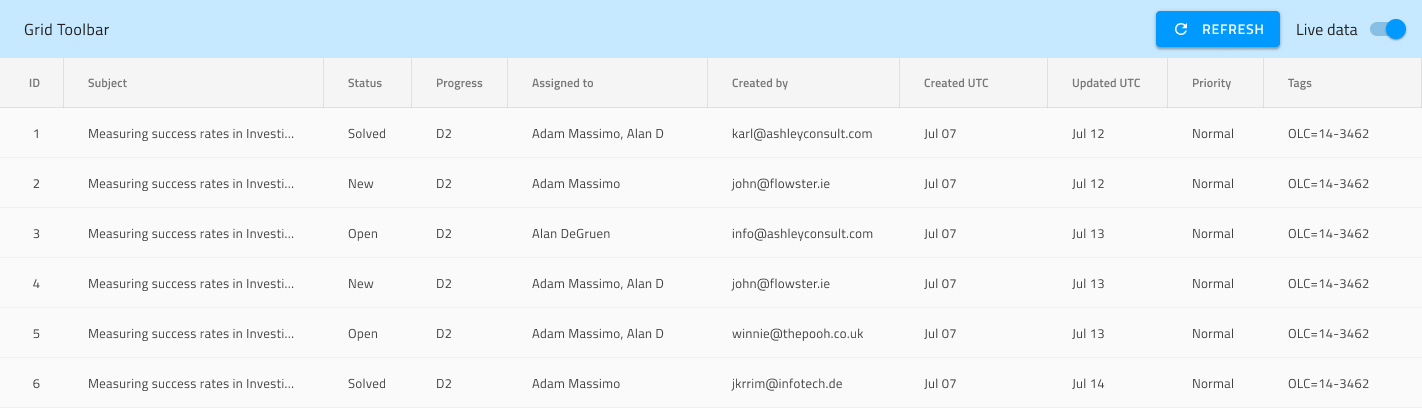 Grid Toolbar REFRESH Live data
ID Subject Status Progress Assigned to Created by Created UTC Updated UTC Priority Tags
1 Measuring success rates in Investi... Solved D2 Adam Massimo, Alan D karl@ashleyconsult.com Jul 07 Jul 12 Normal OLC=14-3462
2 Measuring success rates in Investi... New D2 Adam Massimo john@flowster.ie Jul 07 Jul 12 Normal OLC=14-3462
3 Measuring success rates in Investi... Open D2 Alan DeGruen info@ashleyconsult.com Jul 07 Jul 13 Normal OLC=14-3462
4 Measuring success rates in Investi... New D2 Adam Massimo, Alan D john@flowster.ie Jul 07 Jul 13 Normal OLC=14-3462
5 Measuring success rates in Investi... Open D2 Adam Massimo, Alan D winnie@thepooh.co.uk Jul 07 Jul 13 Normal OLC=14-3462
6 Measuring success rates in Investi... Solved D2 Adam Massimo jkrrim@infotech.de Jul 07 Jul 14 Normal OLC=14-3462